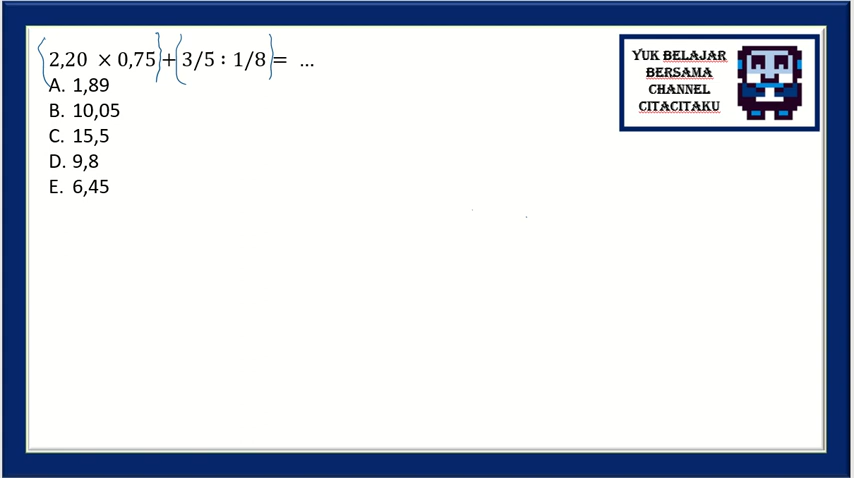 {2,20 × 0,75} + {3/5 : 1/8} = ...
A. 1,89
B. 10,05
C. 15,5
D. 9,8
E. 6,45
YUK BELAJAR
BERSAMA
CHANNEL
CITACITAKU